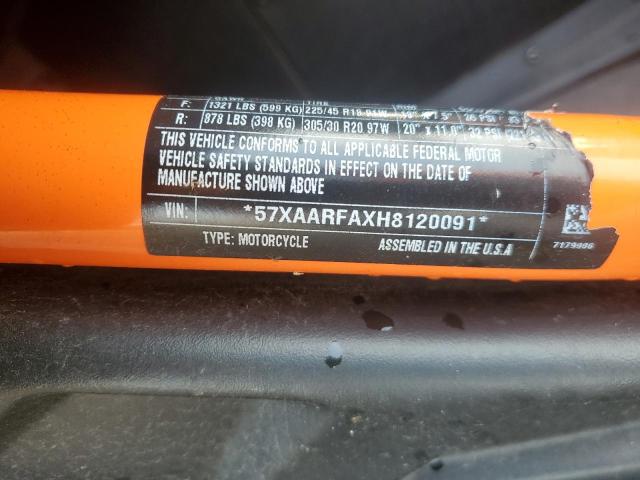 F: 1321 LBS (599 KG) 225/45 R18 91W
R: 878 LBS (398 KG) 305/30 R20 97W 20" x 11.0" 32 PSI
THIS VEHICLE CONFORMS TO ALL APPLICABLE FEDERAL MOTOR
VEHICLE SAFETY STANDARDS IN EFFECT ON THE DATE OF
MANUFACTURE SHOWN ABOVE
VIN: *57XAARFAXH8120091*
TYPE: MOTORCYCLE ASSEMBLED IN THE U.S.A
7179986